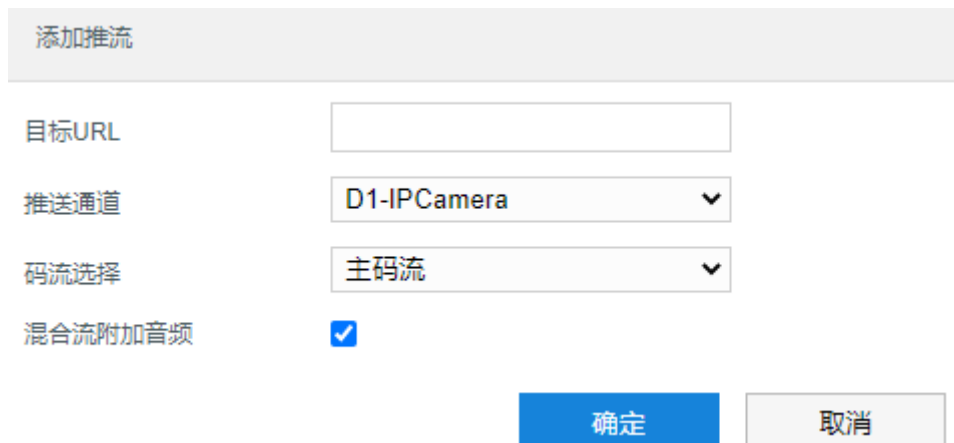 添加推流
目标URL
推送通道 D1-IPCamera
码流选择 主码流
混合流附加音频
确定 取消